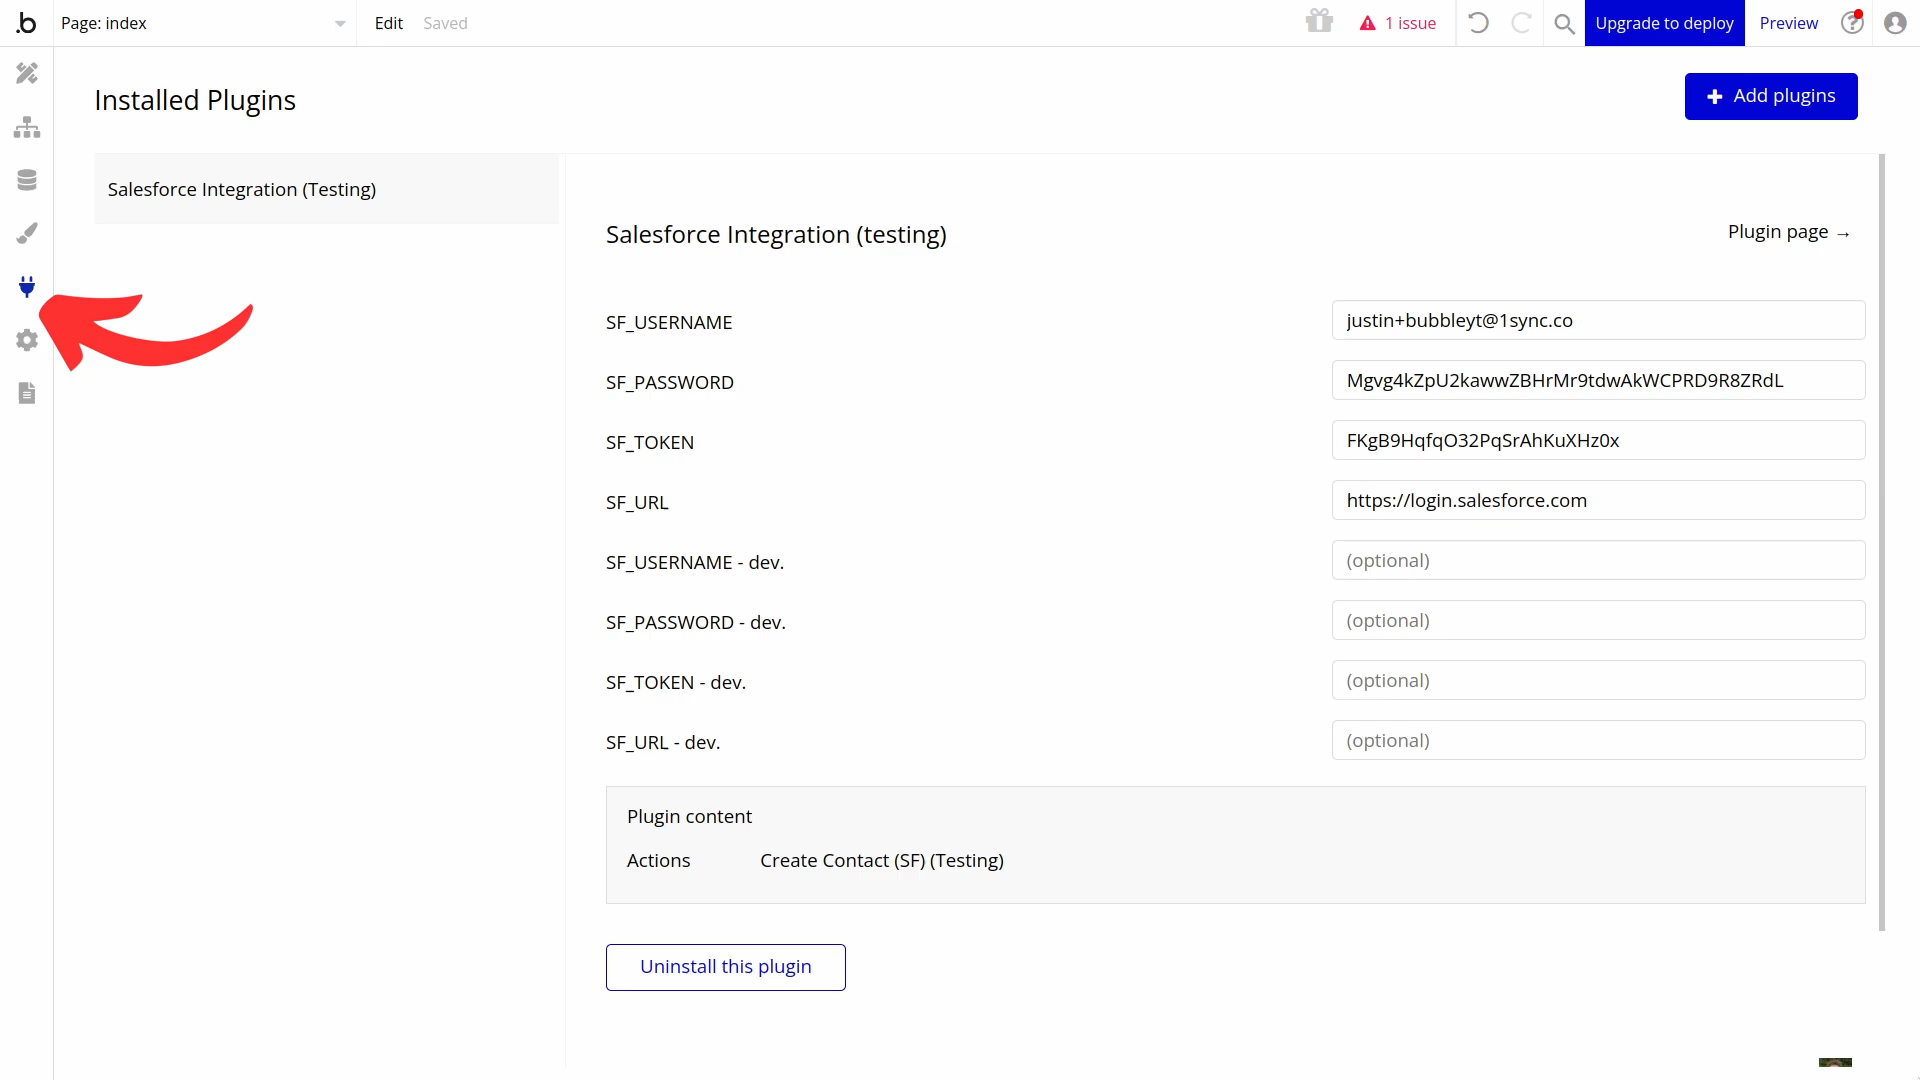 .b Page: index Edit Saved 1 issue Upgrade to deploy Preview
Installed Plugins
+ Add plugins
Salesforce Integration (Testing)
Salesforce Integration (testing)
Plugin page →
SF_USERNAME justin+bubbleyt@1sync.co
SF_PASSWORD Mgvg4kZpU2kawwZBHrMr9tdwAkWCPRD9R8ZRdL
SF_TOKEN FKgB9HqfqO32PqSrAhKuXHz0x
SF_URL https://login.salesforce.com
SF_USERNAME - dev. (optional)
SF_PASSWORD - dev. (optional)
SF_TOKEN - dev. (optional)
SF_URL - dev. (optional)
Plugin content
Actions Create Contact (SF) (Testing)
Uninstall this plugin